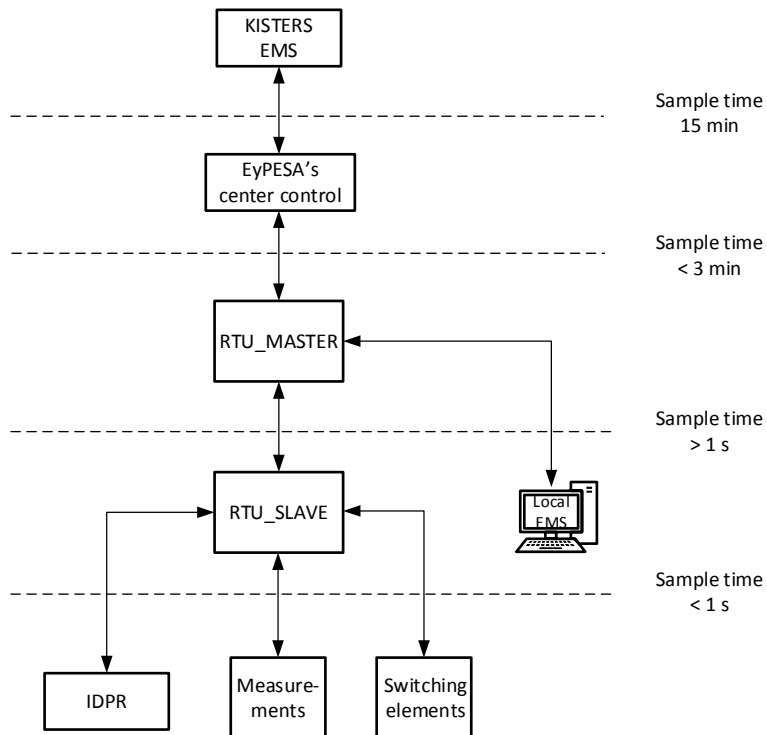 KISTERS
EMS
Sample time
15 min
EyPESA's
center control
Sample time
< 3 min
RTU_MASTER
Sample time
> 1 s
RTU_SLAVE
Local
EMS
Sample time
< 1 s
IDPR
Measure-
ments
Switching
elements